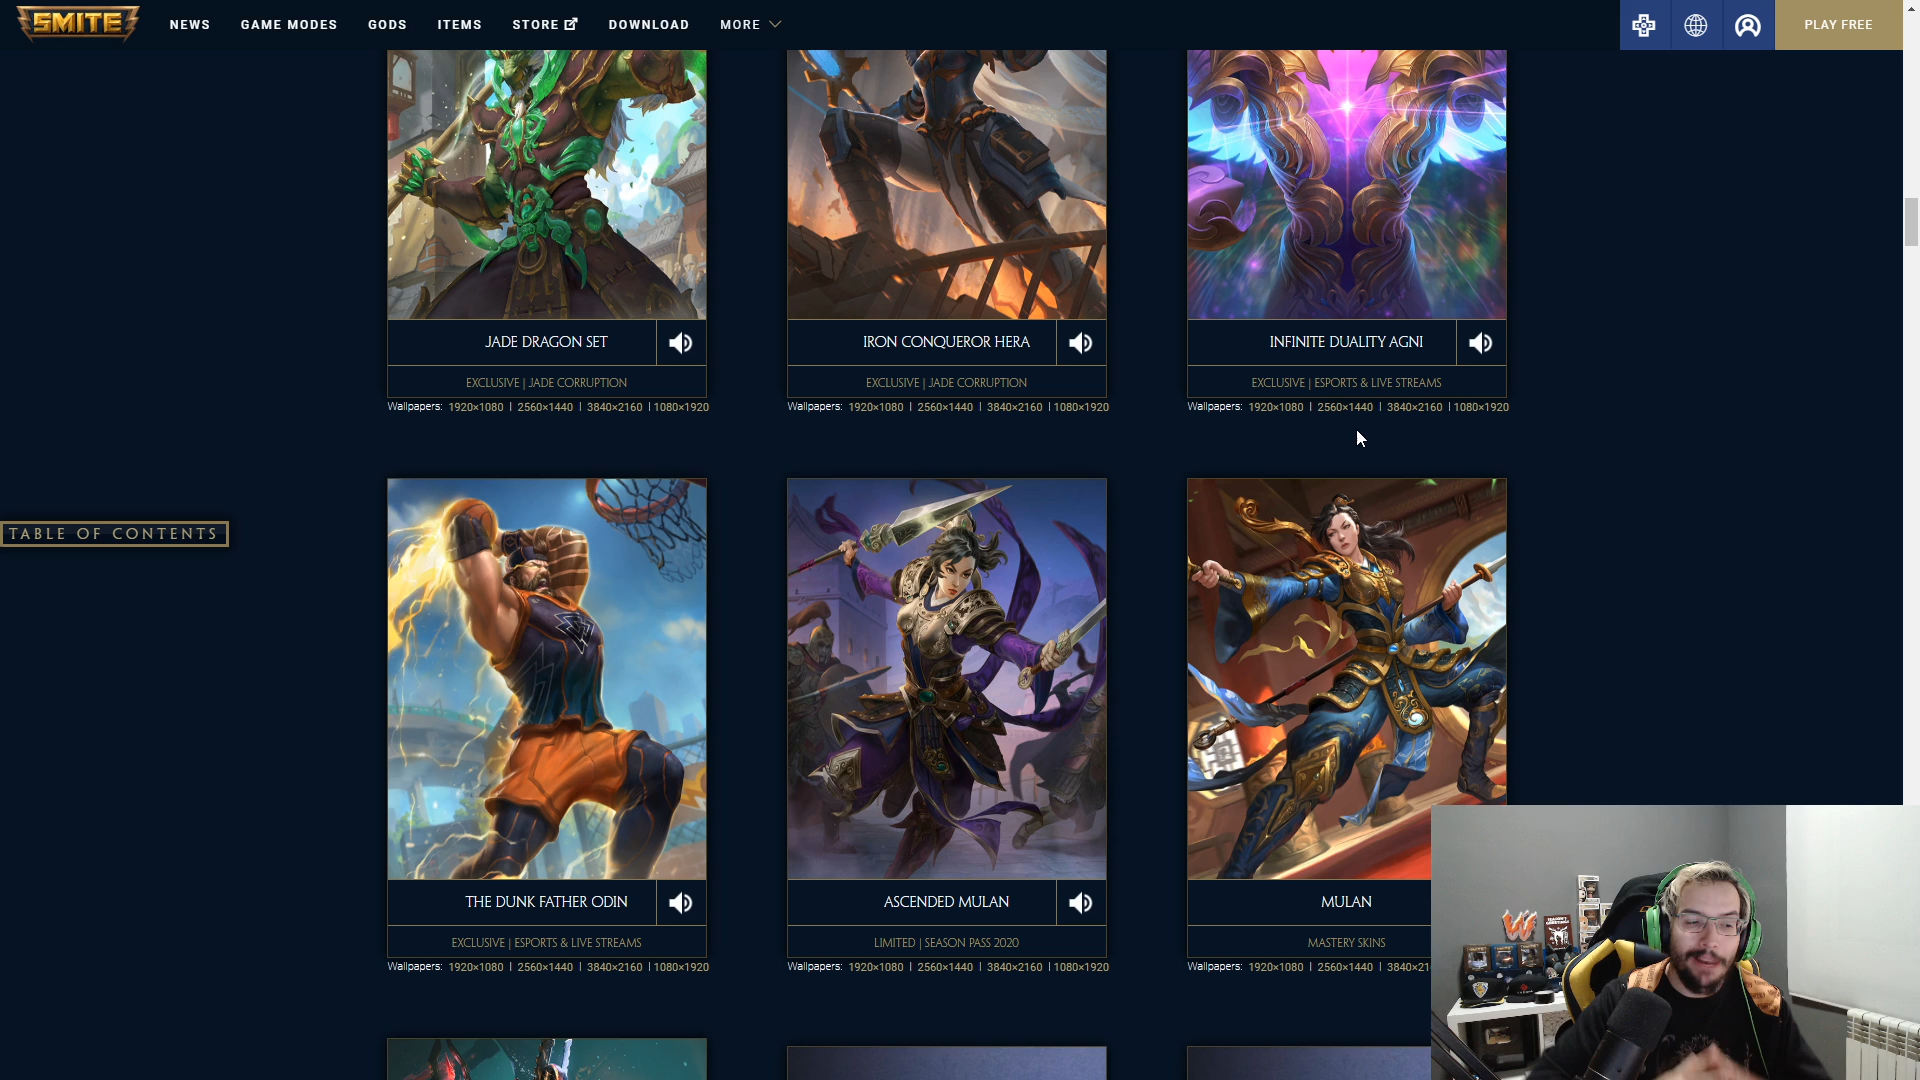 SMITE
NEWS
GAME MODES
GODS
ITEMS
STORE
DOWNLOAD
MORE
PLAY FREE
JADE DRAGON SET
EXCLUSIVE | JADE CORRUPTION
Wallpapers: 1920×1080 | 2560×1440 | 3840×2160 | 1080×1920
IRON CONQUEROR HERA
EXCLUSIVE | JADE CORRUPTION
Wallpapers: 1920×1080 | 2560×1440 | 3840×2160 | 1080×1920
INFINITE DUALITY AGNI
EXCLUSIVE | ESPORTS & LIVE STREAMS
Wallpapers: 1920×1080 | 2560×1440 | 3840×2160 | 1080×1920
TABLE OF CONTENTS
THE DUNK FATHER ODIN
EXCLUSIVE | ESPORTS & LIVE STREAMS
Wallpapers: 1920×1080 | 2560×1440 | 3840×2160 | 1080×1920
ASCENDED MULAN
LIMITED | SEASON PASS 2020
Wallpapers: 1920×1080 | 2560×1440 | 3840×2160 | 1080×1920
MULAN
MASTERY SKINS
Wallpapers: 1920×1080 | 2560×1440 | 3840×21